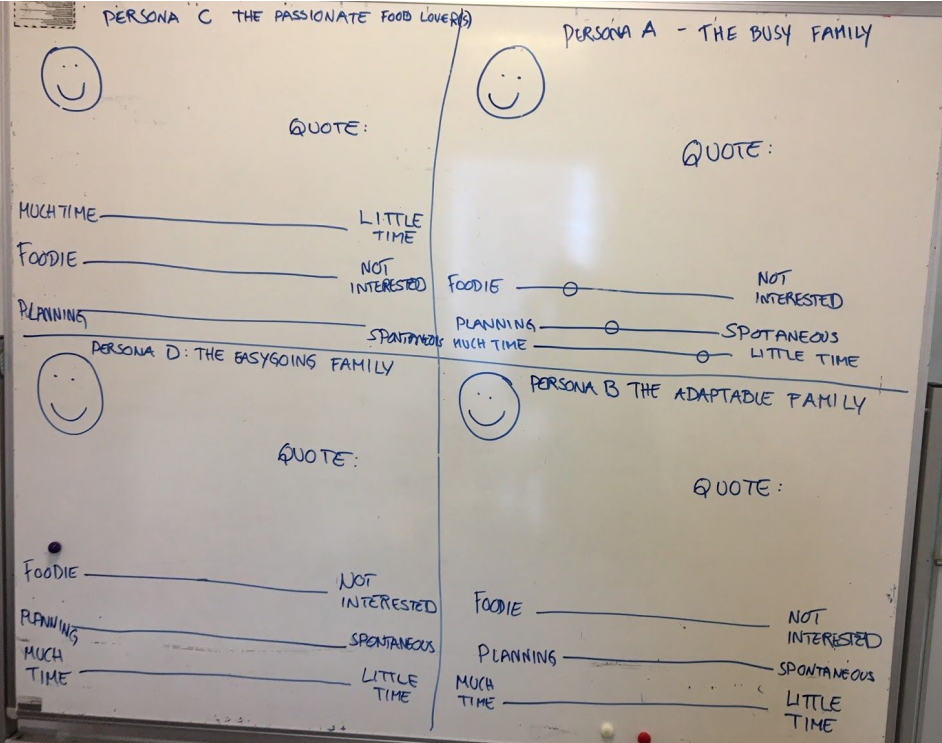 PERSONA C THE PASSIONATE FOOD LOVER(S)
QUOTE:
MUCH TIME
LITTLE
TIME
FOODIE
NOT
INTERESTED
PLANNING
SPONTANEOUS
PERSONA A - THE BUSY FAMILY
QUOTE:
FOODIE
NOT
INTERESTED
PLANNING
SPOTANEOUS
MUCH TIME
LITTLE TIME
PERSONA D: THE EASYGOING FAMILY
QUOTE:
FOODIE
NOT
INTERESTED
PLANNING
SPONTANEOUS
MUCH
TIME
LITTLE
TIME
PERSONA B THE ADAPTABLE FAMILY
QUOTE:
FOODIE
NOT
INTERESTED
PLANNING
SPONTANEOUS
MUCH
TIME
LITTLE
TIME